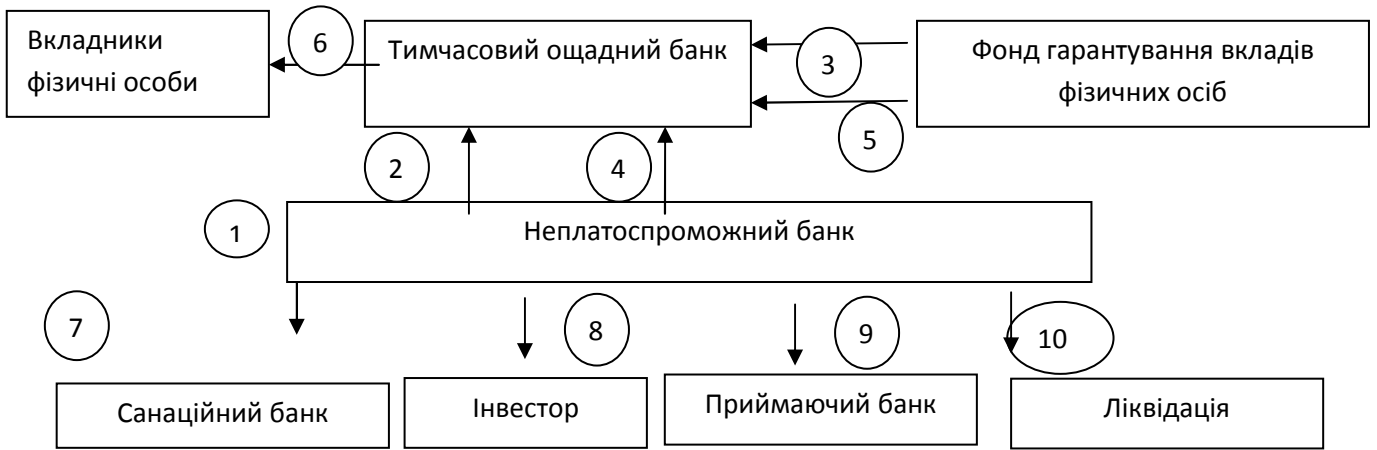 Вкладники
фізичні особи
6
Тимчасовий ощадний банк
3
5
Фонд гарантування вкладів
фізичних осіб
2
4
1
Неплатоспроможний банк
7
8
9
10
Санаційний банк
Інвестор
Приймаючий банк
Ліквідація